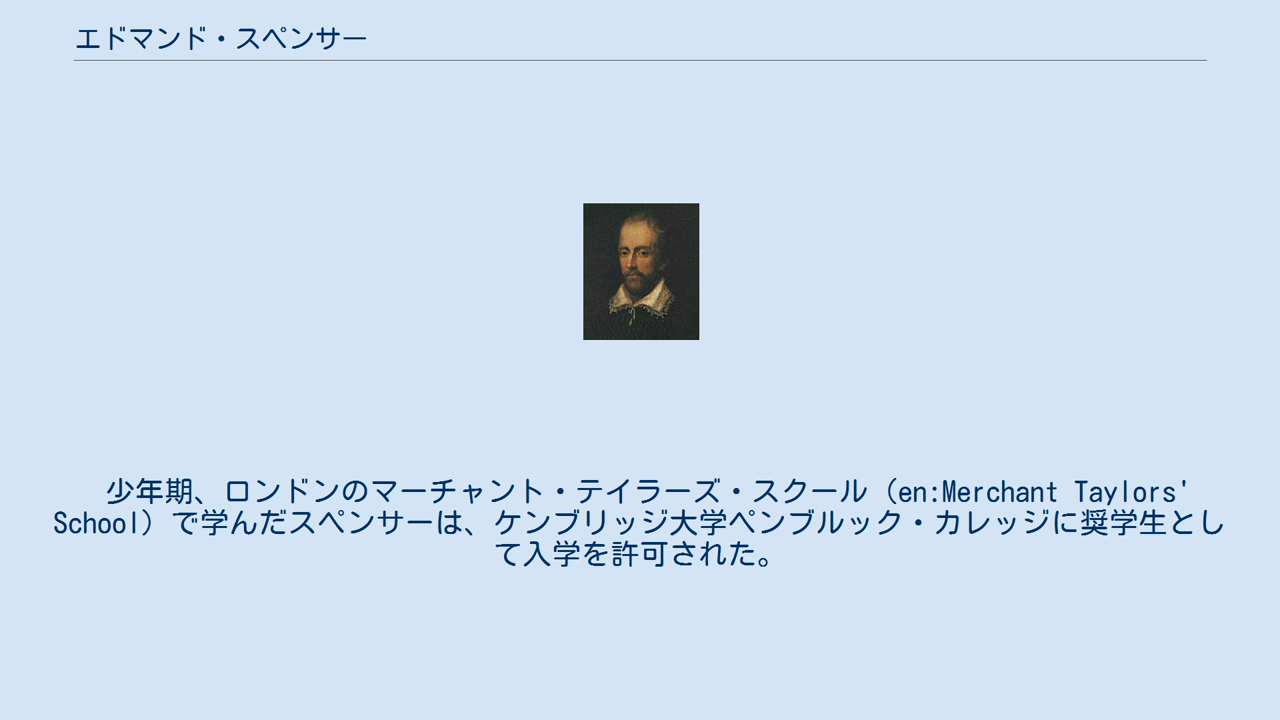 エドマンド・スペンサー
少年期、ロンドンのマーチャント・テイラーズ・スクール（en:Merchant Taylors'
School）で学んだスペンサーは、ケンブリッジ大学ペンブルック・カレッジに奨学生とし
て入学を許可された。